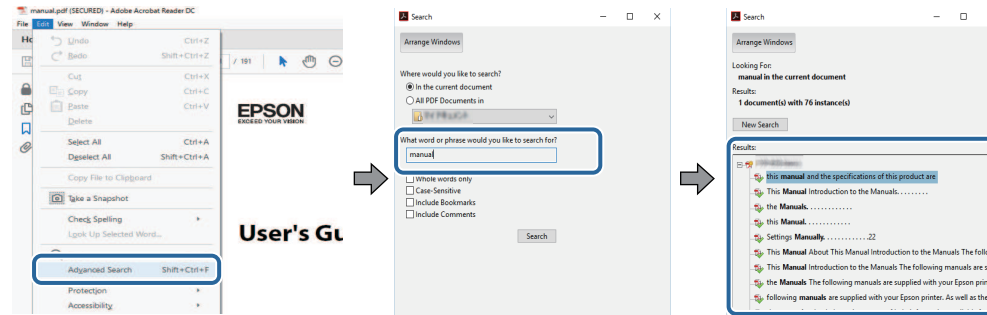 manual.pdf (SECURED) - Adobe Acrobat Reader DC
File Edit View Window Help
Undo Ctrl+Z
Redo Shift+Ctrl+Z
Cut Ctrl+X
Copy Ctrl+C
Paste Ctrl+V
Delete
Select All Ctrl+A
Deselect All Shift+Ctrl+A
Copy File to Clipboard
Take a Snapshot
Check Spelling
Look Up Selected Word...
Advanced Search Shift+Ctrl+F
Protection
Accessibility
/ 191
EPSON
EXCEED YOUR VISION
User's Gu
Search
Arrange Windows
Where would you like to search?
In the current document
All PDF Documents in
What word or phrase would you like to search for?
manual
Whole words only
Case-Sensitive
Include Bookmarks
Include Comments
Search
Search
Arrange Windows
Looking For:
manual in the current document
Results:
1 document(s) with 76 instance(s)
New Search
Results:
this manual and the specifications of this product are
This Manual Introduction to the Manuals. . . . . . . . .
the Manuals. . . . . . . . . . . . .
this Manual. . . . . . . . . . . . .
Settings Manually. . . . . . . . . . . . .22
This Manual About This Manual Introduction to the Manuals The follo
This Manual Introduction to the Manuals The following manuals are s
the Manuals The following manuals are supplied with your Epson prin
following manuals are supplied with your Epson printer. As well as the